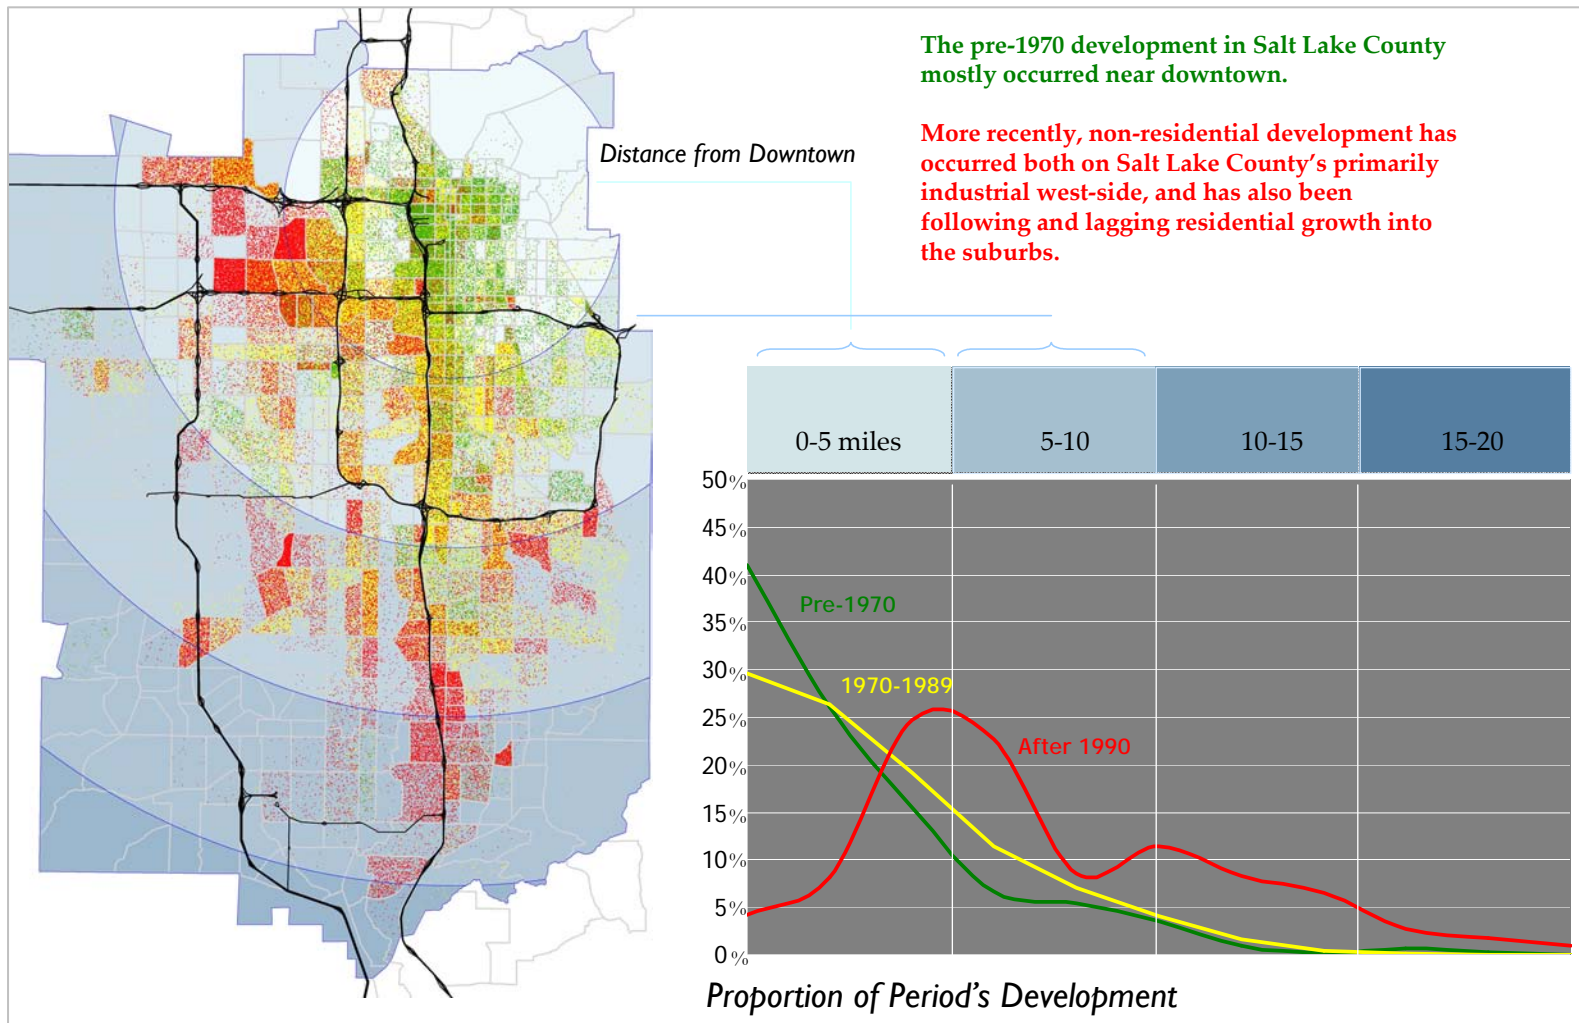 The pre-1970 development in Salt Lake County
mostly occurred near downtown.
More recently, non-residential development has
occurred both on Salt Lake County's primarily
industrial west-side, and has also been
following and lagging residential growth into
the suburbs.
Distance from Downtown
0-5 miles
5-10
10-15
15-20
50%
45%
40%
35%
30%
25%
20%
15%
10%
5%
0%
Pre-1970
1970-1989
After 1990
Proportion of Period's Development